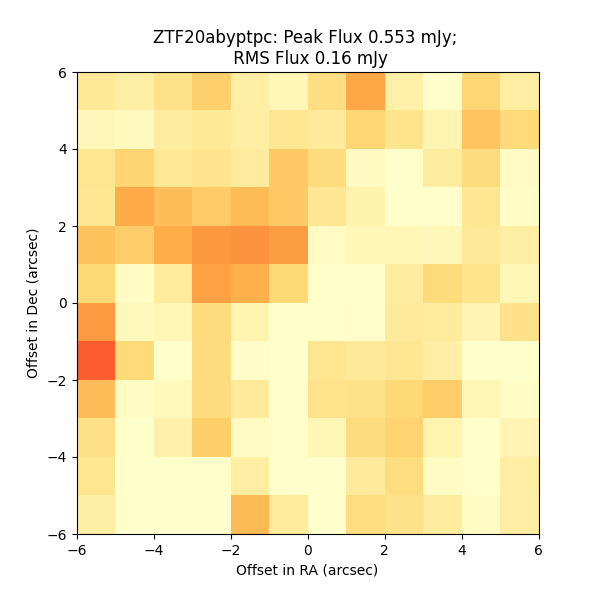 ZTF20abyptpc: Peak Flux 0.553 mJy;
RMS Flux 0.16 mJy
6
4
2
0
−2
−4
−6
Offset in Dec (arcsec)
−6 −4 −2 0 2 4 6
Offset in RA (arcsec)